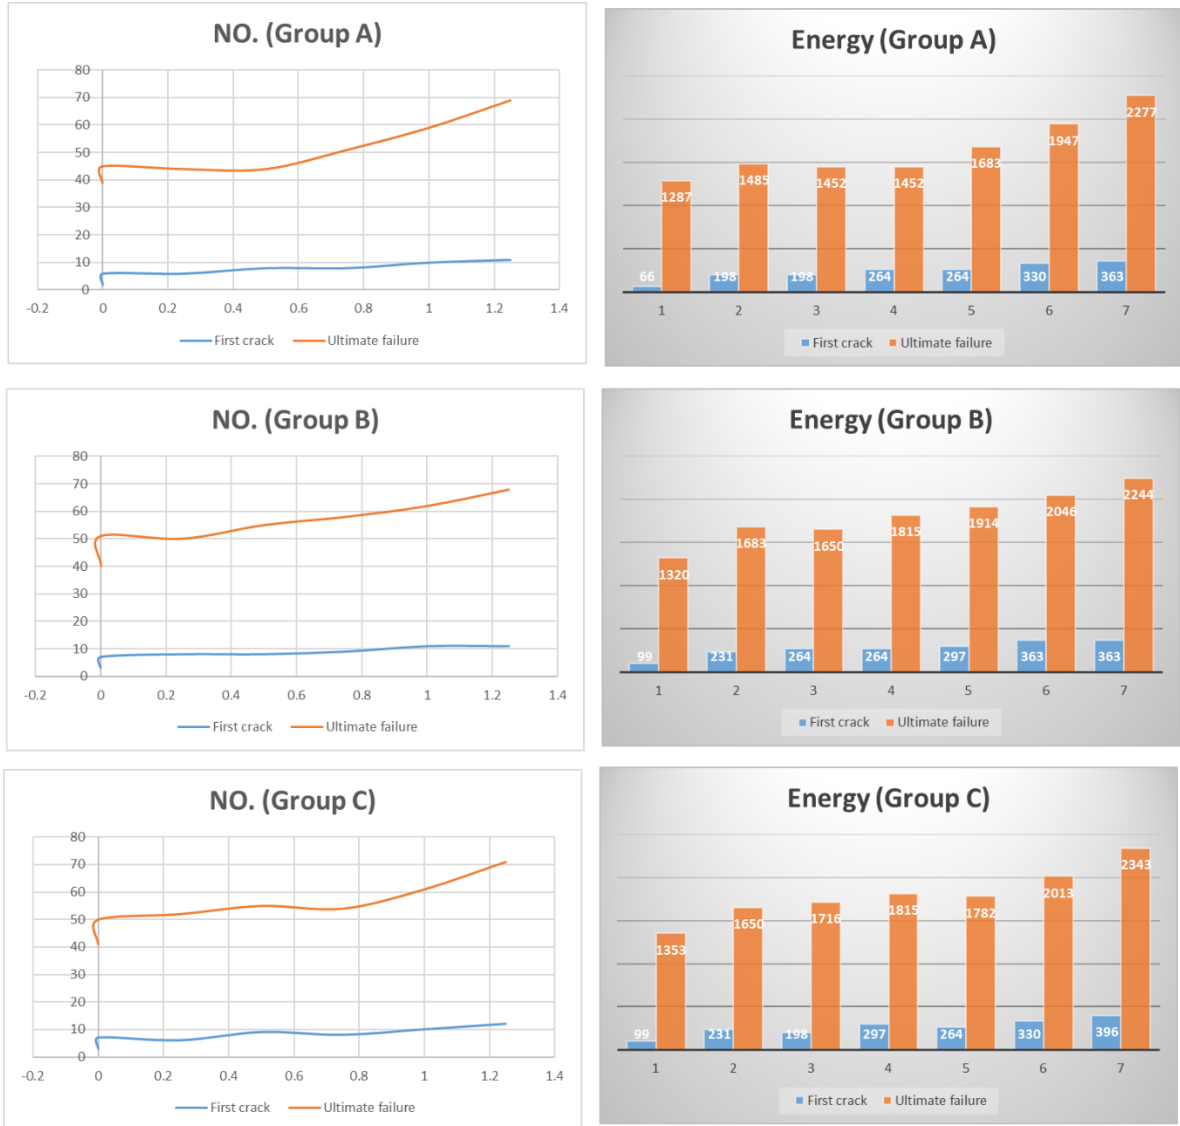 NO. (Group A)
80
70
60
50
40
30
20
10
0
-0.2 0 0.2 0.4 0.6 0.8 1 1.2 1.4
First crack Ultimate failure
Energy (Group A)
66 1287 198 1485 198 1452 264 1452 264 1683 330 1947 363 2277
1 2 3 4 5 6 7
First crack Ultimate failure
NO. (Group B)
80
70
60
50
40
30
20
10
0
-0.2 0 0.2 0.4 0.6 0.8 1 1.2 1.4
First crack Ultimate failure
Energy (Group B)
99 1320 231 1683 264 1650 264 1815 297 1914 363 2046 363 2244
1 2 3 4 5 6 7
First crack Ultimate failure
NO. (Group C)
80
70
60
50
40
30
20
10
0
-0.2 0 0.2 0.4 0.6 0.8 1 1.2 1.4
First crack Ultimate failure
Energy (Group C)
99 1353 231 1650 198 1716 297 1815 264 1782 330 2013 396 2343
1 2 3 4 5 6 7
First crack Ultimate failure